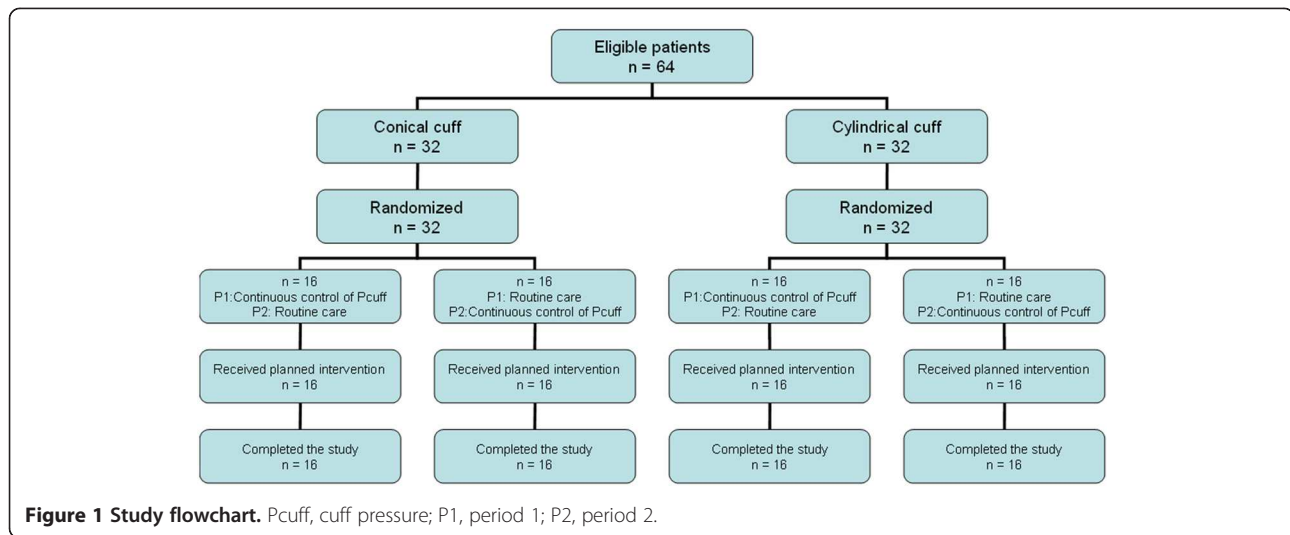 Eligible patients
n = 64
Conical cuff
n = 32
Cylindrical cuff
n = 32
Randomized
n = 32
Randomized
n = 32
n = 16
P1:Continuous control of Pcuff
P2: Routine care
n = 16
P1: Routine care
P2:Continuous control of Pcuff
n = 16
P1:Continuous control of Pcuff
P2: Routine care
n = 16
P1: Routine care
P2:Continuous control of Pcuff
Received planned intervention
n = 16
Received planned intervention
n = 16
Received planned intervention
n = 16
Received planned intervention
n = 16
Completed the study
n = 16
Completed the study
n = 16
Completed the study
n = 16
Completed the study
n = 16
Figure 1 Study flowchart. Pcuff, cuff pressure; P1, period 1; P2, period 2.